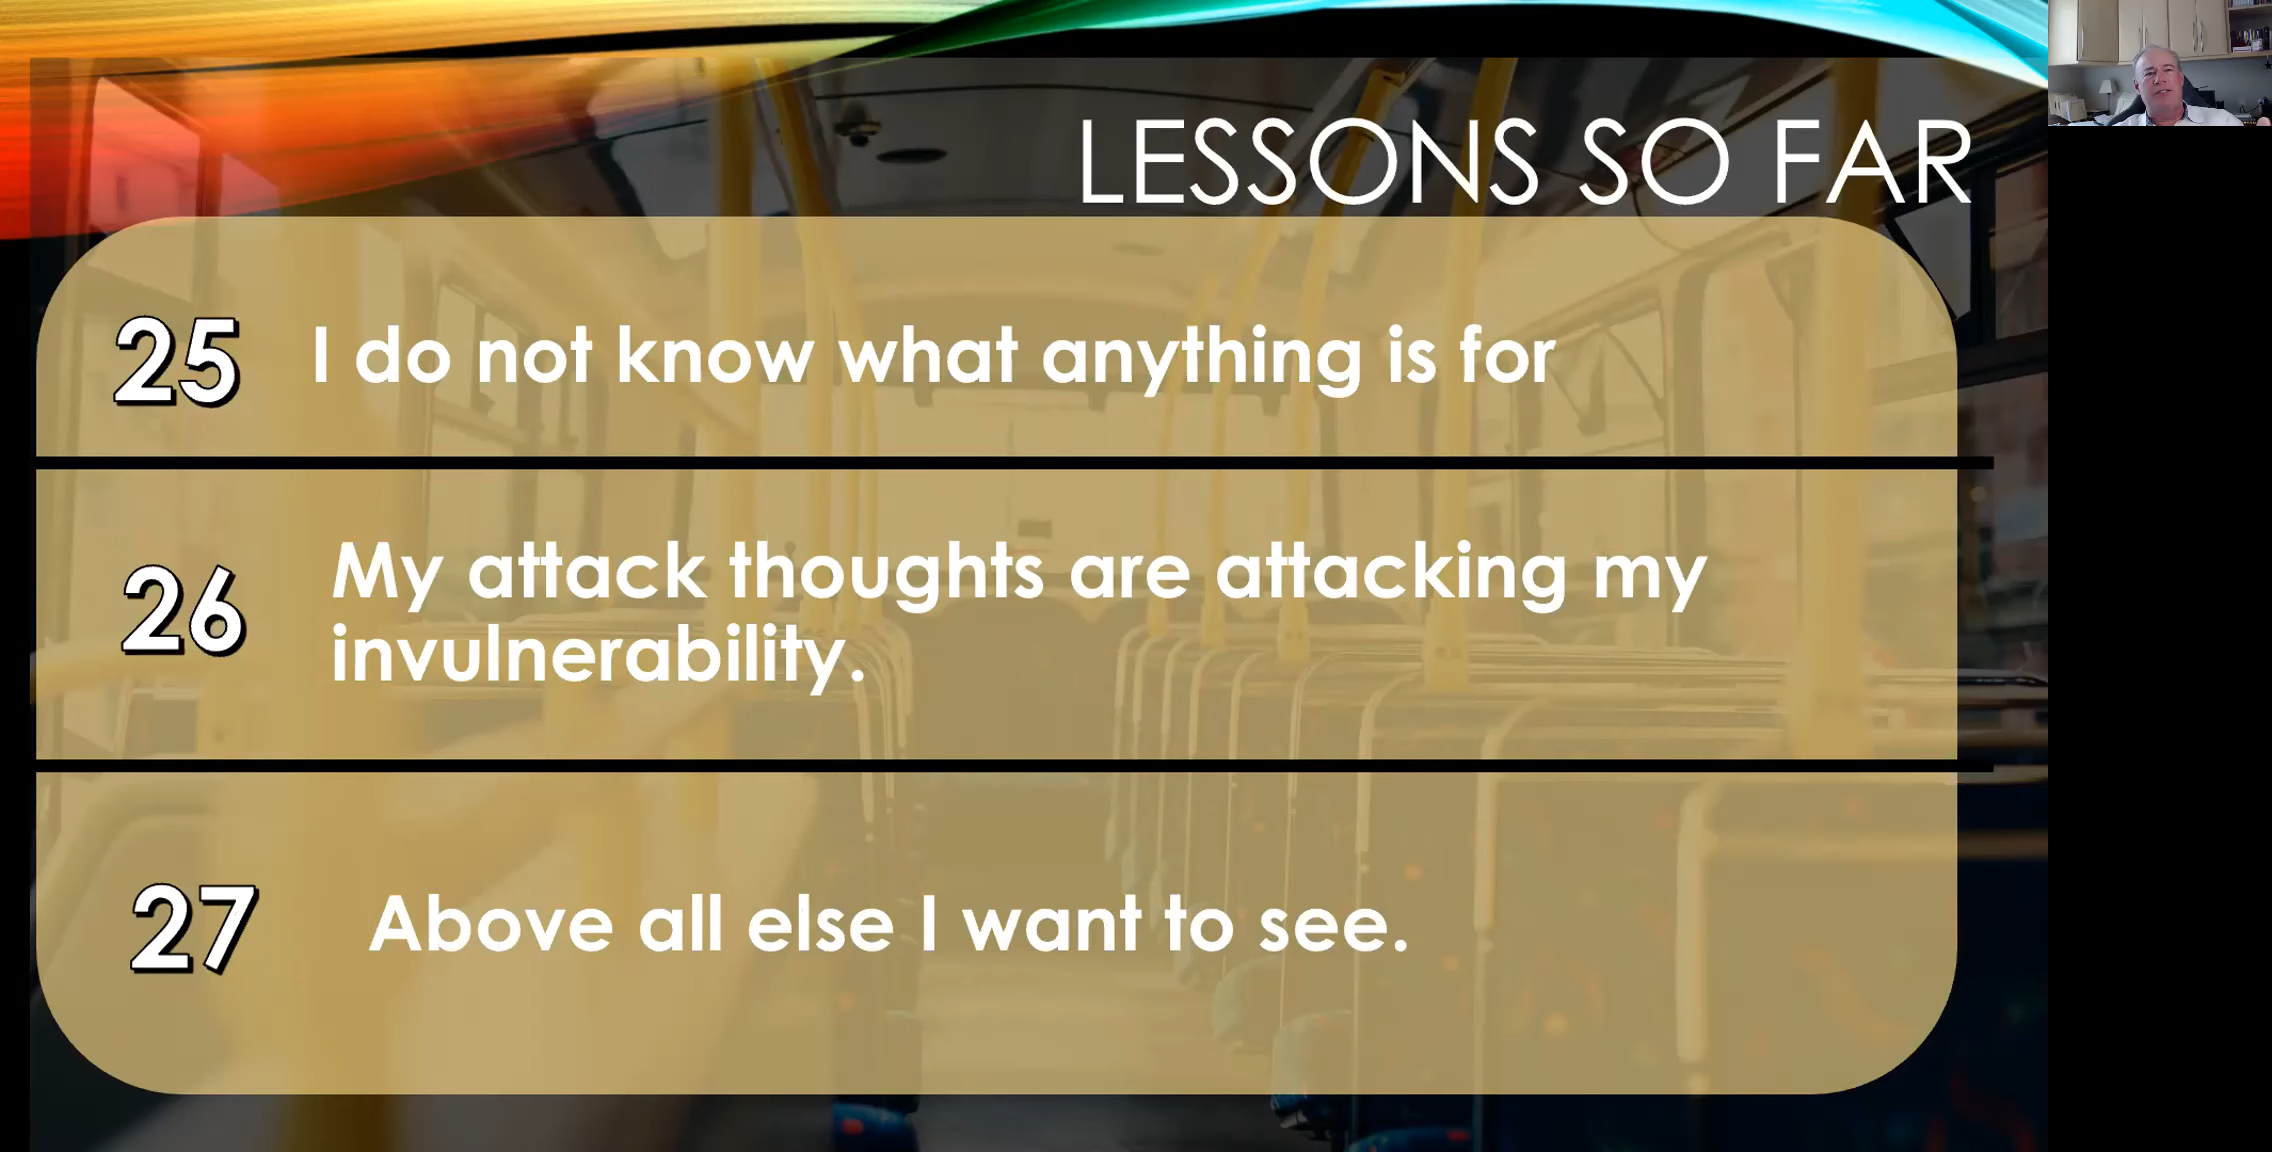 LESSONS SO FAR
25 I do not know what anything is for
26 My attack thoughts are attacking my
invulnerability.
27 Above all else I want to see.